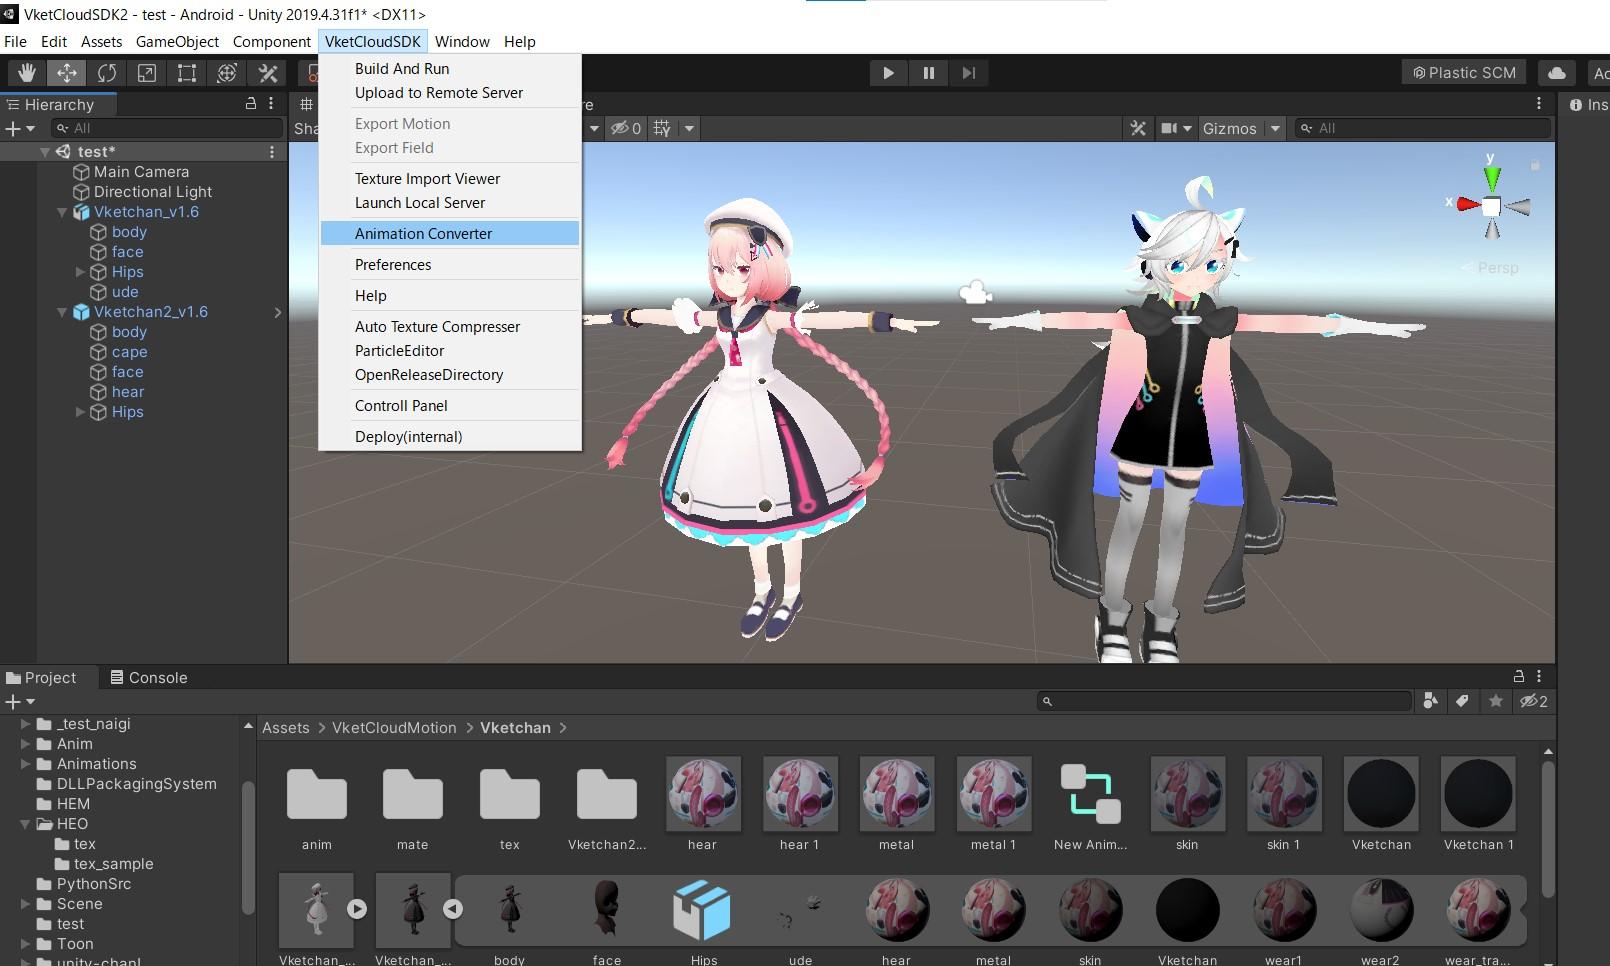 VketCloudSDK2 - test - Android - Unity 2019.4.31f1* <DX11>
File Edit Assets GameObject Component VketCloudSDK Window Help
Build And Run
Upload to Remote Server
Export Motion
Export Field
Texture Import Viewer
Launch Local Server
Animation Converter
Preferences
Help
Auto Texture Compresser
ParticleEditor
OpenReleaseDirectory
Controll Panel
Deploy(internal)
Plastic SCM
Ac
Hierarchy
All
test*
Main Camera
Directional Light
Vketchan_v1.6
body
face
Hips
ude
Vketchan2_v1.6
body
cape
face
hear
Hips
Sha
re
0
Gizmos
All
Ins
y
x
< Persp
Project
Console
2
_test_naigi
Anim
Animations
DLLPackagingSystem
HEM
HEO
tex
tex_sample
PythonSrc
Scene
test
Toon
unity-chan!
Assets > VketCloudMotion > Vketchan >
anim mate tex Vketchan2... hear hear 1 metal metal 1 New Anim... skin skin 1 Vketchan Vketchan 1
Vketchan_... Vketchan_... body face Hips ude hear metal skin Vketchan wear1 wear2 wear_tra...